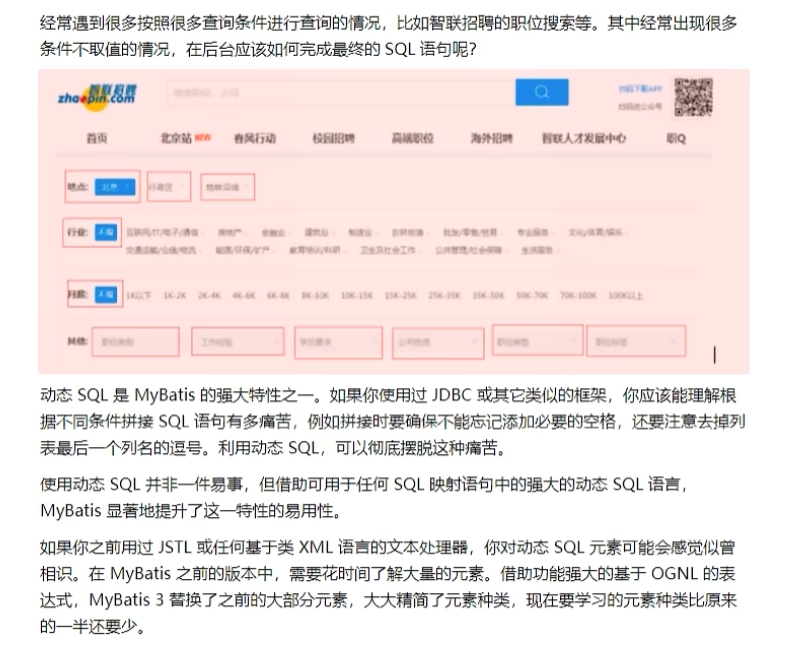 经常遇到很多按照很多查询条件进行查询的情况，比如智联招聘的职位搜索等。其中经常出现很多
条件不取值的情况，在后台应该如何完成最终的 SQL 语句呢？
智联招聘
zhaopin.com
首页 北京站 NEW 春风行动 校园招聘 高端职位 海外招聘 智联人才发展中心 职Q
地点: 北京 行政区 地铁沿线
行业: 不限 互联网/IT/电子/通信 房地产 金融业 建筑业 制造业 农林牧渔 批发/零售/贸易 专业服务 文化/体育/娱乐
交通运输/仓储/物流 能源/环保/矿产 教育培训/科研 卫生及社会工作 公共管理/社会保障 生活服务
月薪: 不限 1K以下 1K-2K 2K-4K 4K-6K 6K-8K 8K-10K 10K-15K 15K-25K 25K-35K 35K-50K 50K-70K 70K-100K 100K以上
其他: 职位类别 工作经验 学历要求 公司性质 职位类型 职位标签
动态 SQL 是 MyBatis 的强大特性之一。如果你使用过 JDBC 或其它类似的框架，你应该能理解根
据不同条件拼接 SQL 语句有多痛苦，例如拼接时要确保不能忘记添加必要的空格，还要注意去掉列
表最后一个列名的逗号。利用动态 SQL，可以彻底摆脱这种痛苦。
使用动态 SQL 并非一件易事，但借助可用于任何 SQL 映射语句中的强大的动态 SQL 语言，
MyBatis 显著地提升了这一特性的易用性。
如果你之前用过 JSTL 或任何基于类 XML 语言的文本处理器，你对动态 SQL 元素可能会感觉似曾
相识。在 MyBatis 之前的版本中，需要花时间了解大量的元素。借助功能强大的基于 OGNL 的表
达式，MyBatis 3 替换了之前的大部分元素，大大精简了元素种类，现在要学习的元素种类比原来
的一半还要少。